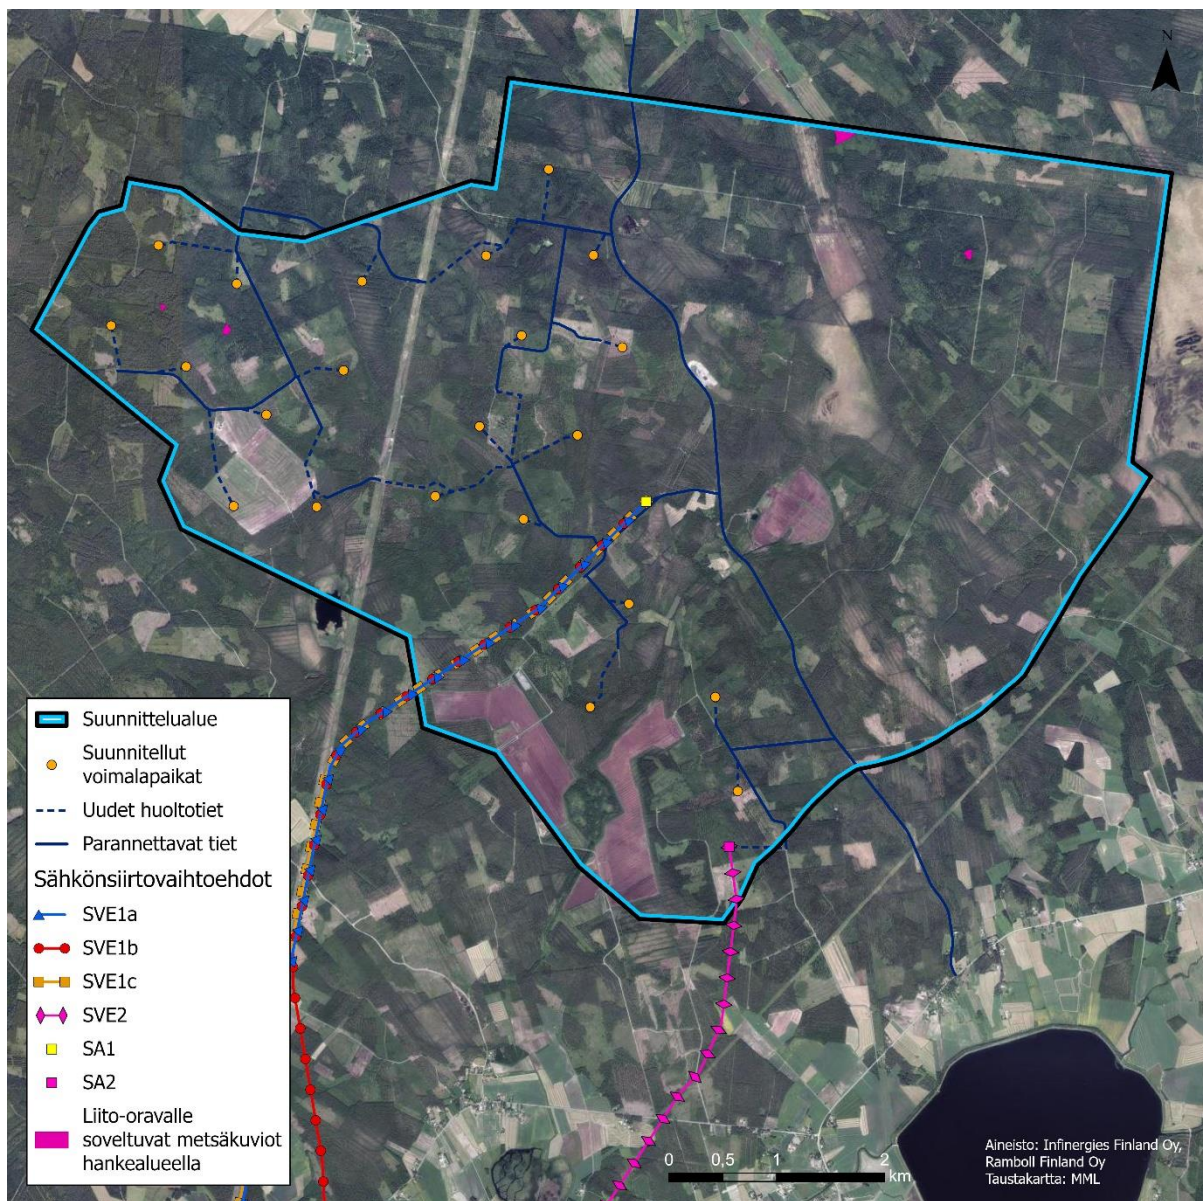 N
Suunnittelualue
Suunnitellut
voimalapaikat
Uudet huoltotiet
Parannettavat tiet
Sähkönsiirtovaihtoehdot
SVE1a
SVE1b
SVE1c
SVE2
SA1
SA2
Liito-oravalle
soveltuvat metsäkuviot
hankealueella
0 0,5 1 2
km
Aineisto: Infinergies Finland Oy,
Ramboll Finland Oy
Taustakartta: MML